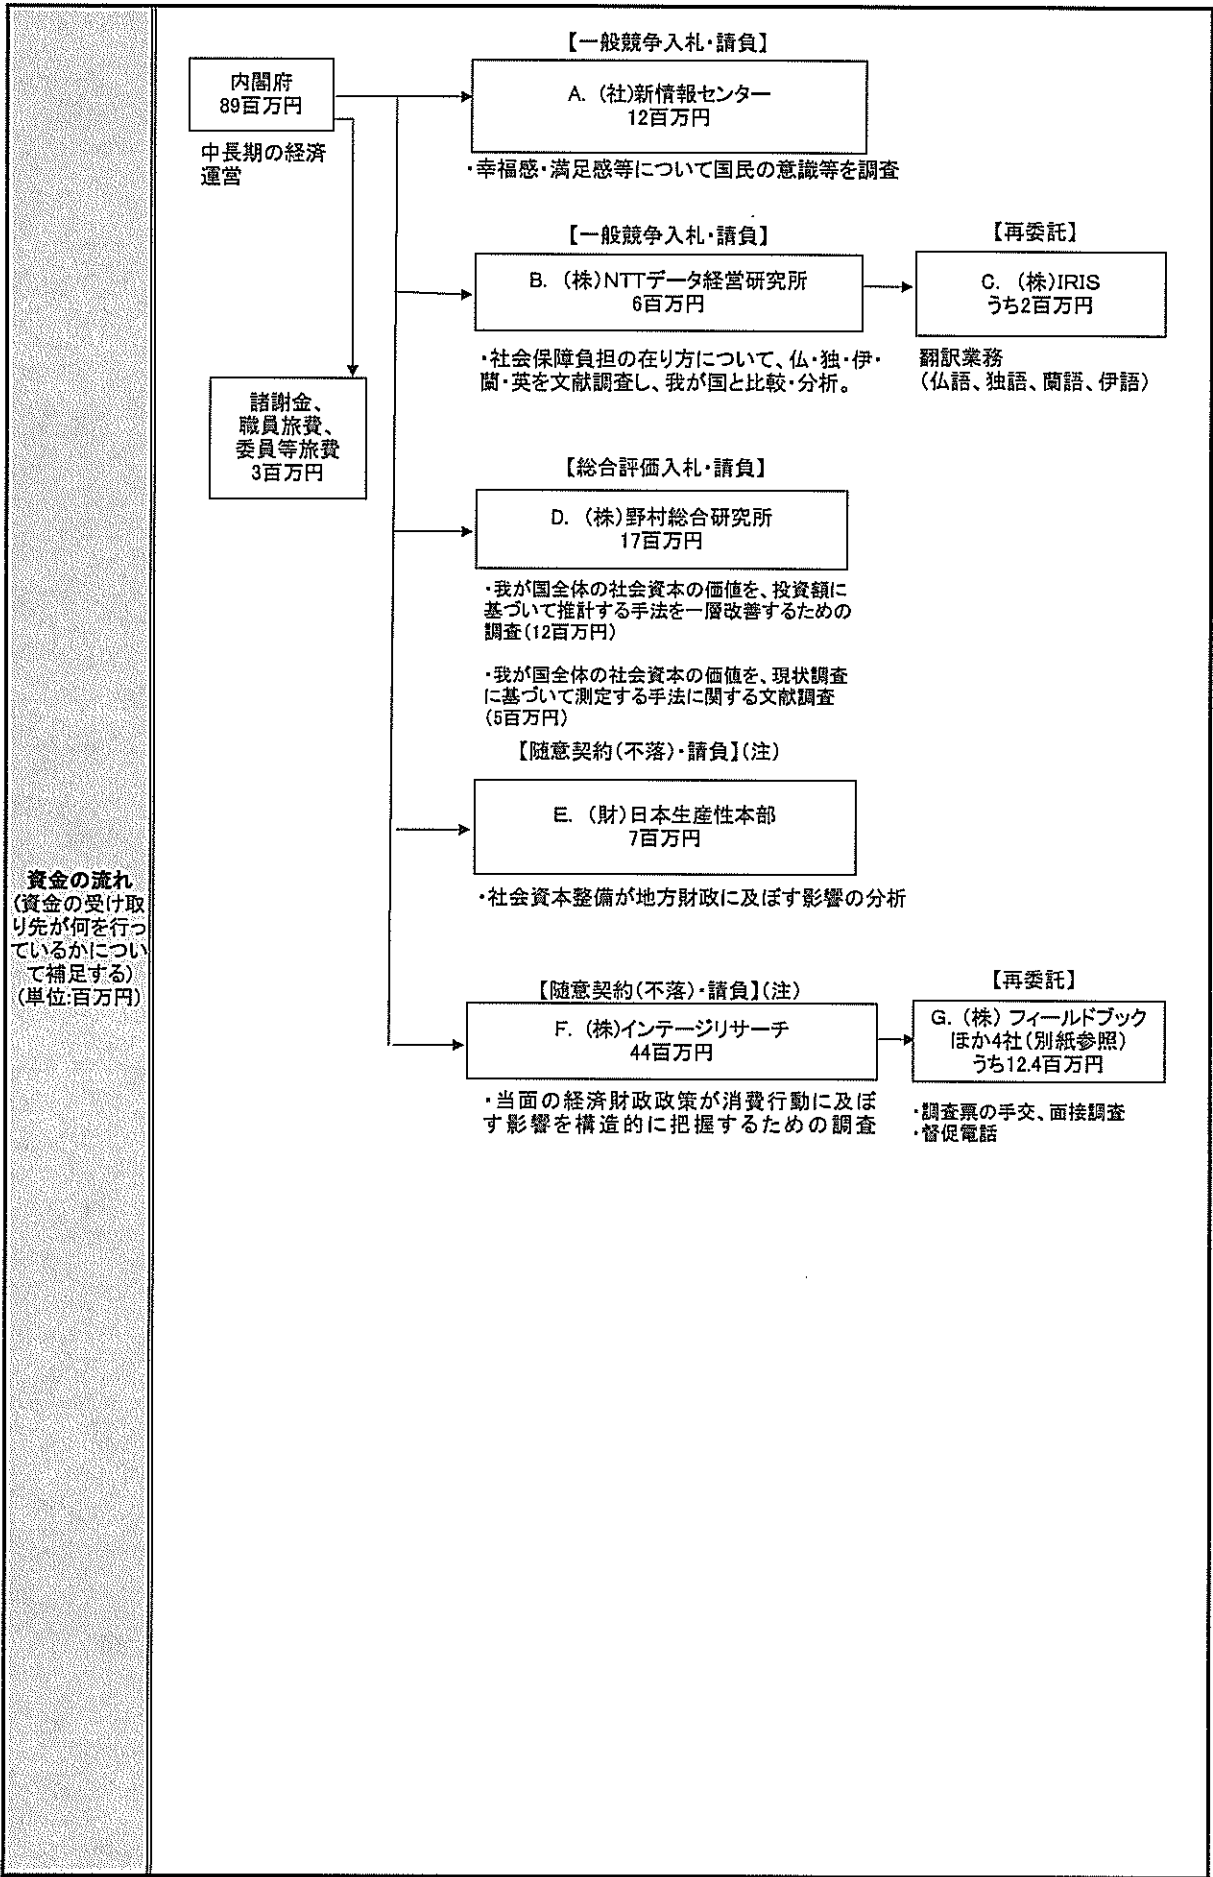 資金の流れ
(資金の受け取
り先が何を行っ
ているかについ
て補足する)
(単位:百万円)
内閣府
89百万円
中長期の経済
運営
諸謝金、
職員旅費、
委員等旅費
3百万円
【一般競争入札・請負】
A. (社)新情報センター
12百万円
・幸福感・満足感等について国民の意識等を調査
【一般競争入札・請負】
B. (株)NTTデータ経営研究所
6百万円
・社会保障負担の在り方について、仏・独・伊・
蘭・英を文献調査し、我が国と比較・分析。
【再委託】
C. (株)IRIS
うち2百万円
翻訳業務
(仏語、独語、蘭語、伊語)
【総合評価入札・請負】
D. (株)野村総合研究所
17百万円
・我が国全体の社会資本の価値を、投資額に
基づいて推計する手法を一層改善するための
調査(12百万円)
・我が国全体の社会資本の価値を、現状調査
に基づいて測定する手法に関する文献調査
(5百万円)
【随意契約(不落)・請負】(注)
E. (財)日本生産性本部
7百万円
・社会資本整備が地方財政に及ぼす影響の分析
【随意契約(不落)・請負】(注)
F. (株)インテージリサーチ
44百万円
・当面の経済財政政策が消費行動に及ぼ
す影響を構造的に把握するための調査
【再委託】
G. (株) フィールドブック
ほか4社(別紙参照)
うち12.4百万円
・調査票の手交、面接調査
・督促電話